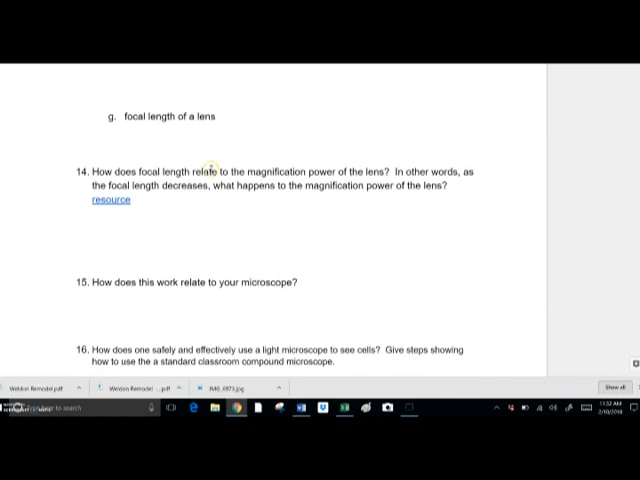 g. focal length of a lens
14. How does focal length relate to the magnification power of the lens? In other words, as
the focal length decreases, what happens to the magnification power of the lens?
resource
15. How does this work relate to your microscope?
16. How does one safely and effectively use a light microscope to see cells? Give steps showing
how to use the a standard classroom compound microscope.
Weldon Remodel.pdf
Weldon Remodel ....pdf
IMG_6973.jpg
Show all
to search
11:32 AM
2/10/2018